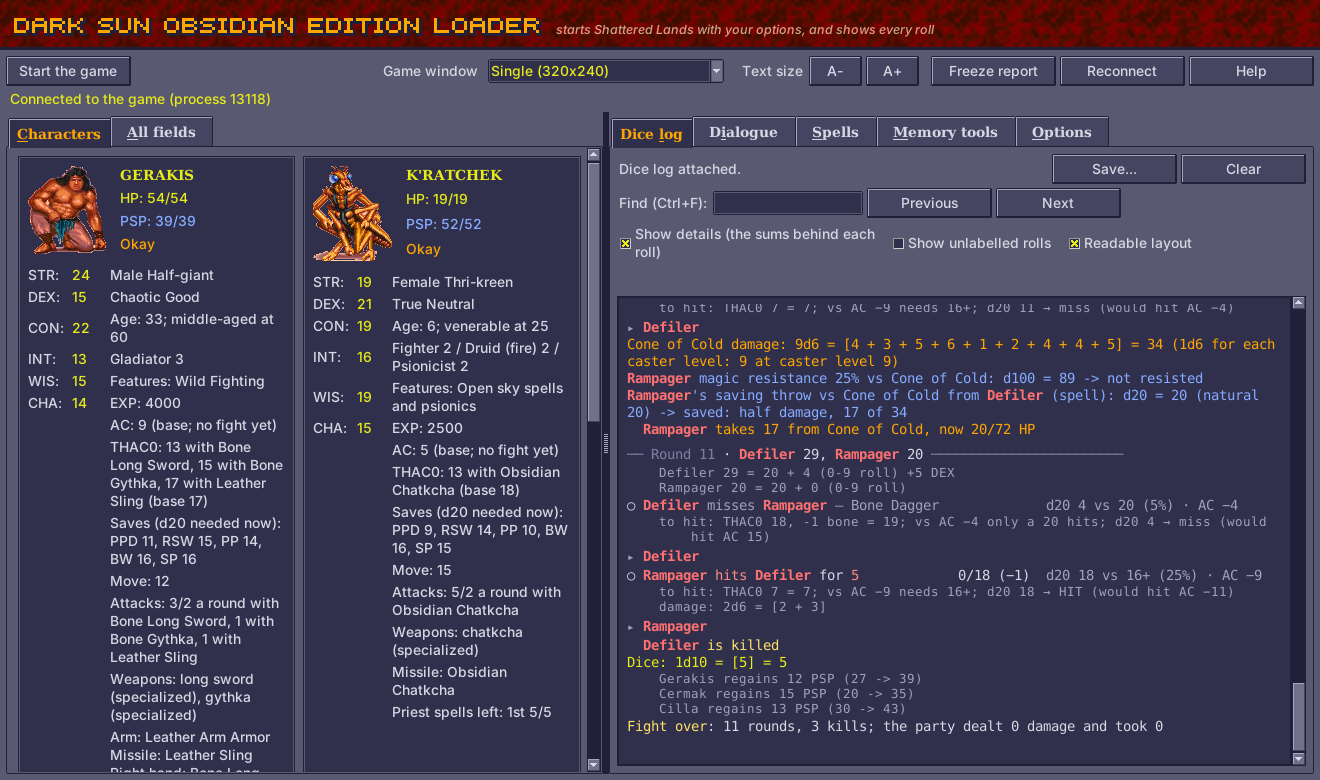 DARK SUN OBSIDIAN EDITION LOADER starts Shattered Lands with your options, and shows every roll
Start the game Game window Single (320x240) Text size A- A+ Freeze report Reconnect Help
Connected to the game (process 13118)
Characters All fields
GERAKIS
HP: 54/54
PSP: 39/39
Okay
STR: 24 Male Half-giant
DEX: 15 Chaotic Good
CON: 22 Age: 33; middle-aged at
60
INT: 13 Gladiator 3
WIS: 15 Features: Wild Fighting
CHA: 14 EXP: 4000
AC: 9 (base; no fight yet)
THAC0: 13 with Bone
Long Sword, 15 with Bone
Gythka, 17 with Leather
Sling (base 17)
Saves (d20 needed now):
PPD 11, RSW 15, PP 14,
BW 16, SP 16
Move: 12
Attacks: 3/2 a round with
Bone Long Sword, 1 with
Bone Gythka, 1 with
Leather Sling
Weapons: long sword
(specialized), gythka
(specialized)
Arm: Leather Arm Armor
Missile: Leather Sling
Right hand: Bone Long
K'RATCHEK
HP: 19/19
PSP: 52/52
Okay
STR: 19 Female Thri-kreen
DEX: 21 True Neutral
CON: 19 Age: 6; venerable at 25
INT: 16 Fighter 2 / Druid (fire) 2 /
Psionicist 2
WIS: 19 Features: Open sky spells
and psionics
CHA: 15 EXP: 2500
AC: 5 (base; no fight yet)
THAC0: 13 with Obsidian
Chatkcha (base 18)
Saves (d20 needed now):
PPD 9, RSW 14, PP 10, BW
16, SP 15
Move: 15
Attacks: 5/2 a round with
Obsidian Chatkcha
Weapons: chatkcha
(specialized)
Missile: Obsidian
Chatkcha
Priest spells left: 1st 5/5
Dice log Dialogue Spells Memory tools Options
Dice log attached. Save... Clear
Find (Ctrl+F): Previous Next
Show details (the sums behind each
roll) Show unlabelled rolls Readable layout
to hit: THAC0 7 = 7; vs AC −9 needs 16+; d20 11 → miss (would hit AC −4)
▸ Defiler
Cone of Cold damage: 9d6 = [4 + 3 + 5 + 6 + 1 + 2 + 4 + 4 + 5] = 34 (1d6 for each
caster level: 9 at caster level 9)
Rampager magic resistance 25% vs Cone of Cold: d100 = 89 -> not resisted
Rampager's saving throw vs Cone of Cold from Defiler (spell): d20 = 20 (natural
20) -> saved: half damage, 17 of 34
Rampager takes 17 from Cone of Cold, now 20/72 HP
── Round 11 · Defiler 29, Rampager 20 ────────────────────────
Defiler 29 = 20 + 4 (0-9 roll) +5 DEX
Rampager 20 = 20 + 0 (0-9 roll)
○ Defiler misses Rampager — Bone Dagger d20 4 vs 20 (5%) · AC −4
to hit: THAC0 18, -1 bone = 19; vs AC −4 only a 20 hits; d20 4 → miss (would
hit AC 15)
▸ Defiler
○ Rampager hits Defiler for 5 0/18 (−1) d20 18 vs 16+ (25%) · AC −9
to hit: THAC0 7 = 7; vs AC −9 needs 16+; d20 18 → HIT (would hit AC −11)
damage: 2d6 = [2 + 3]
▸ Rampager
Defiler is killed
Dice: 1d10 = [5] = 5
Gerakis regains 12 PSP (27 -> 39)
Cermak regains 15 PSP (20 -> 35)
Cilla regains 13 PSP (30 -> 43)
Fight over: 11 rounds, 3 kills; the party dealt 0 damage and took 0